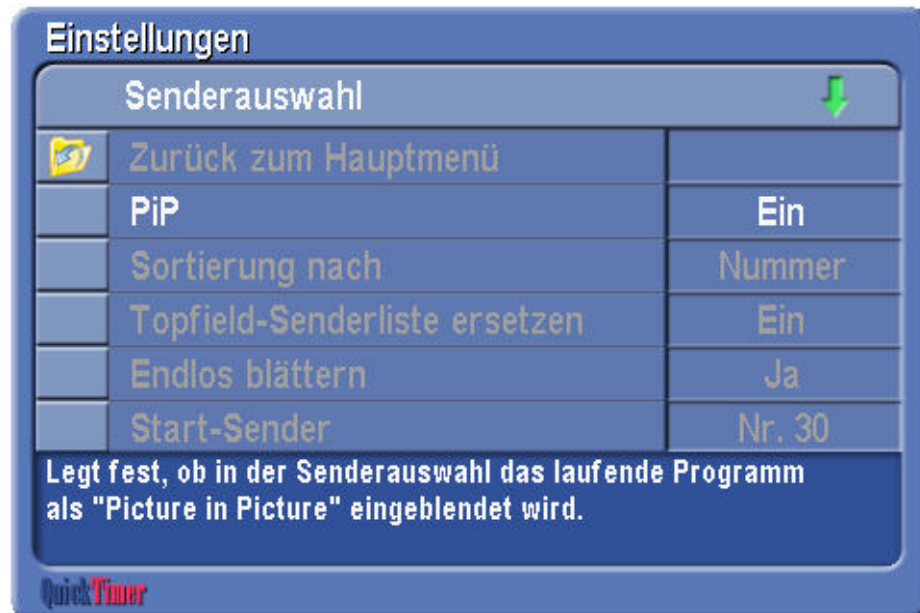 Einstellungen
Senderauswahl
Zurück zum Hauptmenü
PiP Ein
Sortierung nach Nummer
Topfield-Senderliste ersetzen Ein
Endlos blättern Ja
Start-Sender Nr. 30
Legt fest, ob in der Senderauswahl das laufende Programm
als "Picture in Picture" eingeblendet wird.
QuickTimer